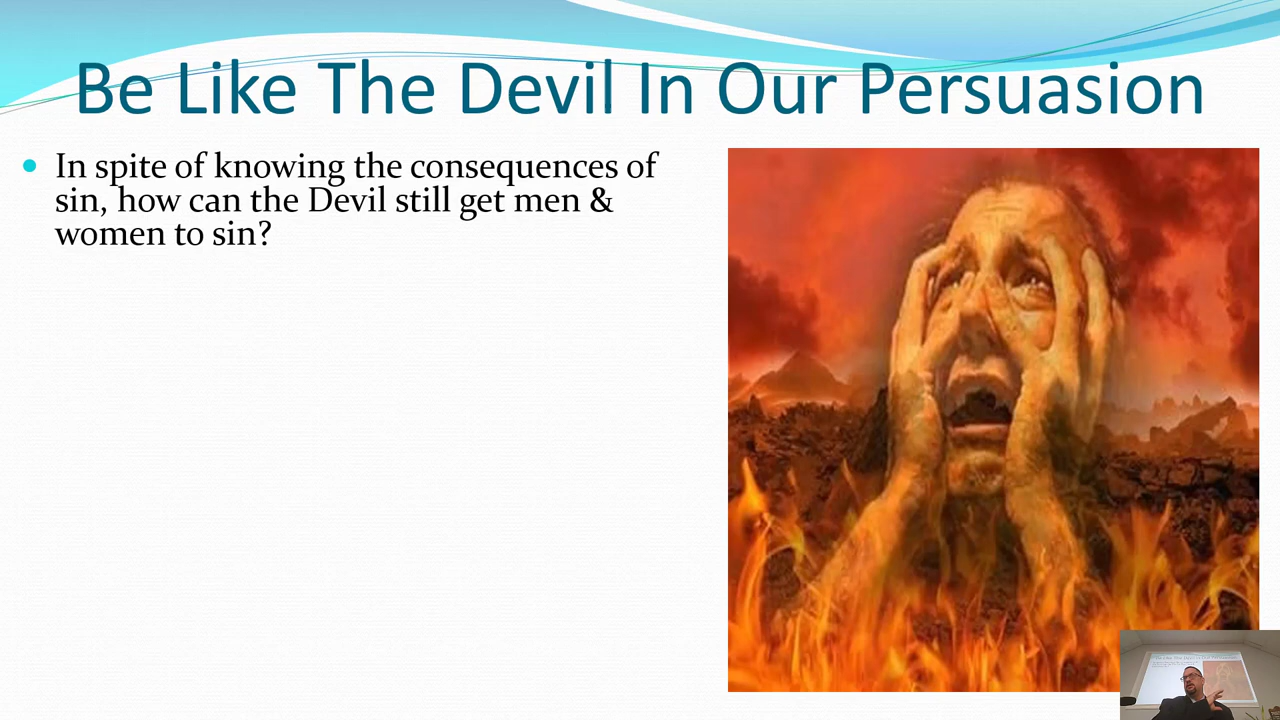 Be Like The Devil In Our Persuasion
In spite of knowing the consequences of
sin, how can the Devil still get men &
women to sin?